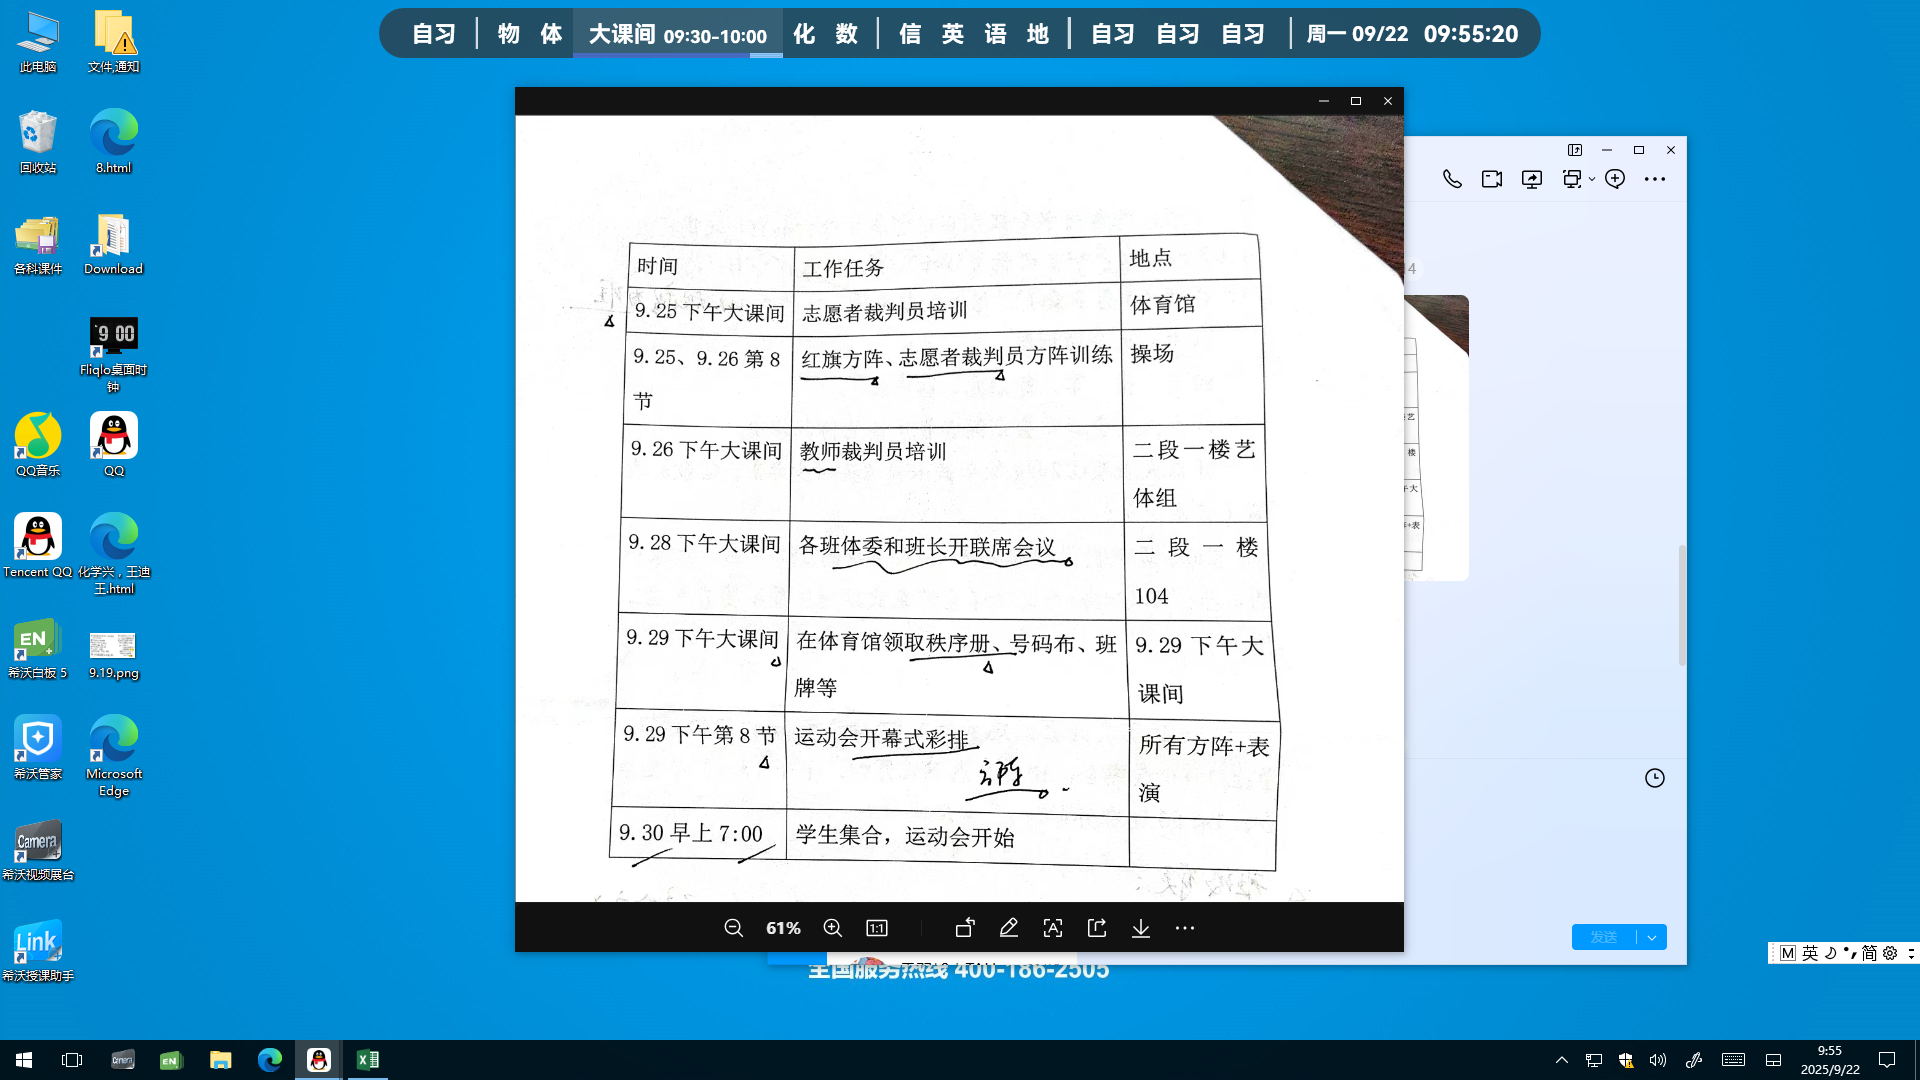 自习 物 体 大课间 09:30-10:00 化 数 信 英 语 地 自习 自习 自习 周一 09/22 09:55:20
此电脑
文件,通知
回收站
8.html
各科课件
Download
9 00
Fliqlo桌面时
钟
QQ音乐
QQ
Tencent QQ
化学兴，王迪
王.html
EN
希沃白板 5
9.19.png
希沃管家
Microsoft
Edge
Camera
希沃视频展台
Link
希沃授课助手
时间 工作任务 地点
9.25 下午大课间 志愿者裁判员培训 体育馆
9.25、9.26 第 8 红旗方阵、志愿者裁判员方阵训练 操场
节
9.26 下午大课间 教师裁判员培训 二段一楼艺
体组
9.28 下午大课间 各班体委和班长开联席会议 二段一楼
104
9.29 下午大课间 在体育馆领取秩序册、号码布、班 9.29 下午大
牌等 课间
9.29 下午第 8 节 运动会开幕式彩排 所有方阵+表
方阵 演
9.30 早上 7:00 学生集合，运动会开始
61%
1:1
发送
全国服务热线 400-186-2505
M 英 简
Camera
EN
9:55
2025/9/22